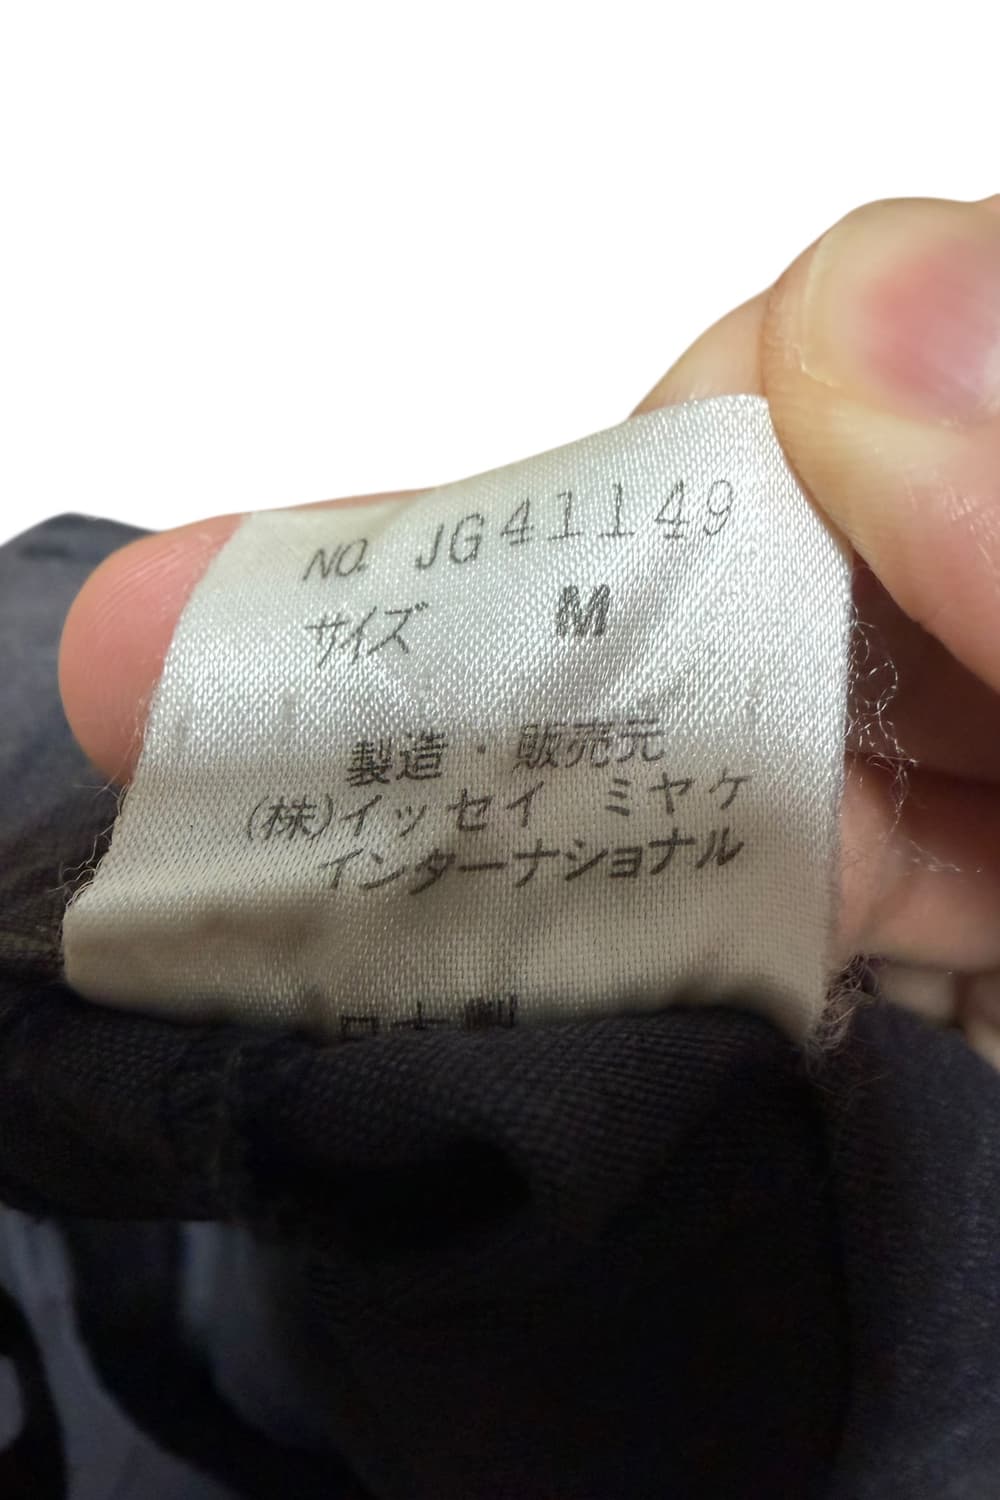 NO. JG41149
サイズ M
製造・販売元
(株)イッセイ ミヤケ
インターナショナル